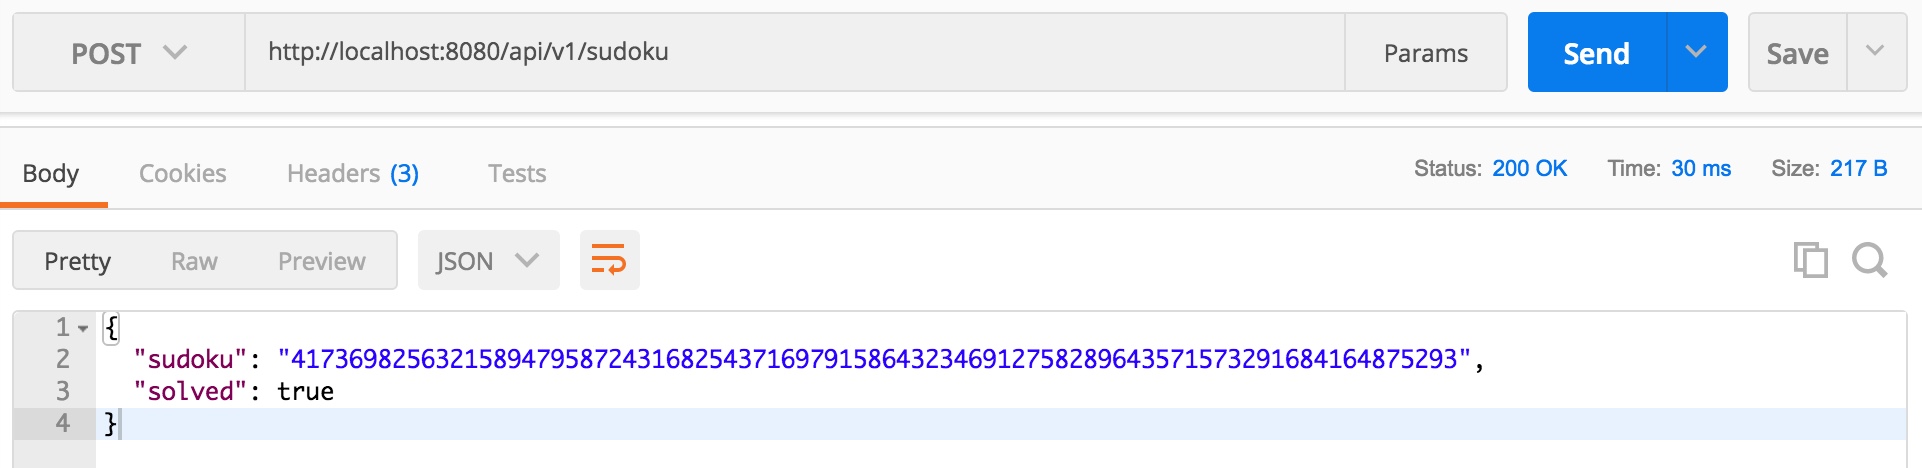 POST http://localhost:8080/api/v1/sudoku Params Send Save
Body Cookies Headers (3) Tests Status: 200 OK Time: 30 ms Size: 217 B
Pretty Raw Preview JSON
1 {
2 "sudoku": "417369825632158947958724316825437169791586432346912758289643571573291684164875293",
3 "solved": true
4 }